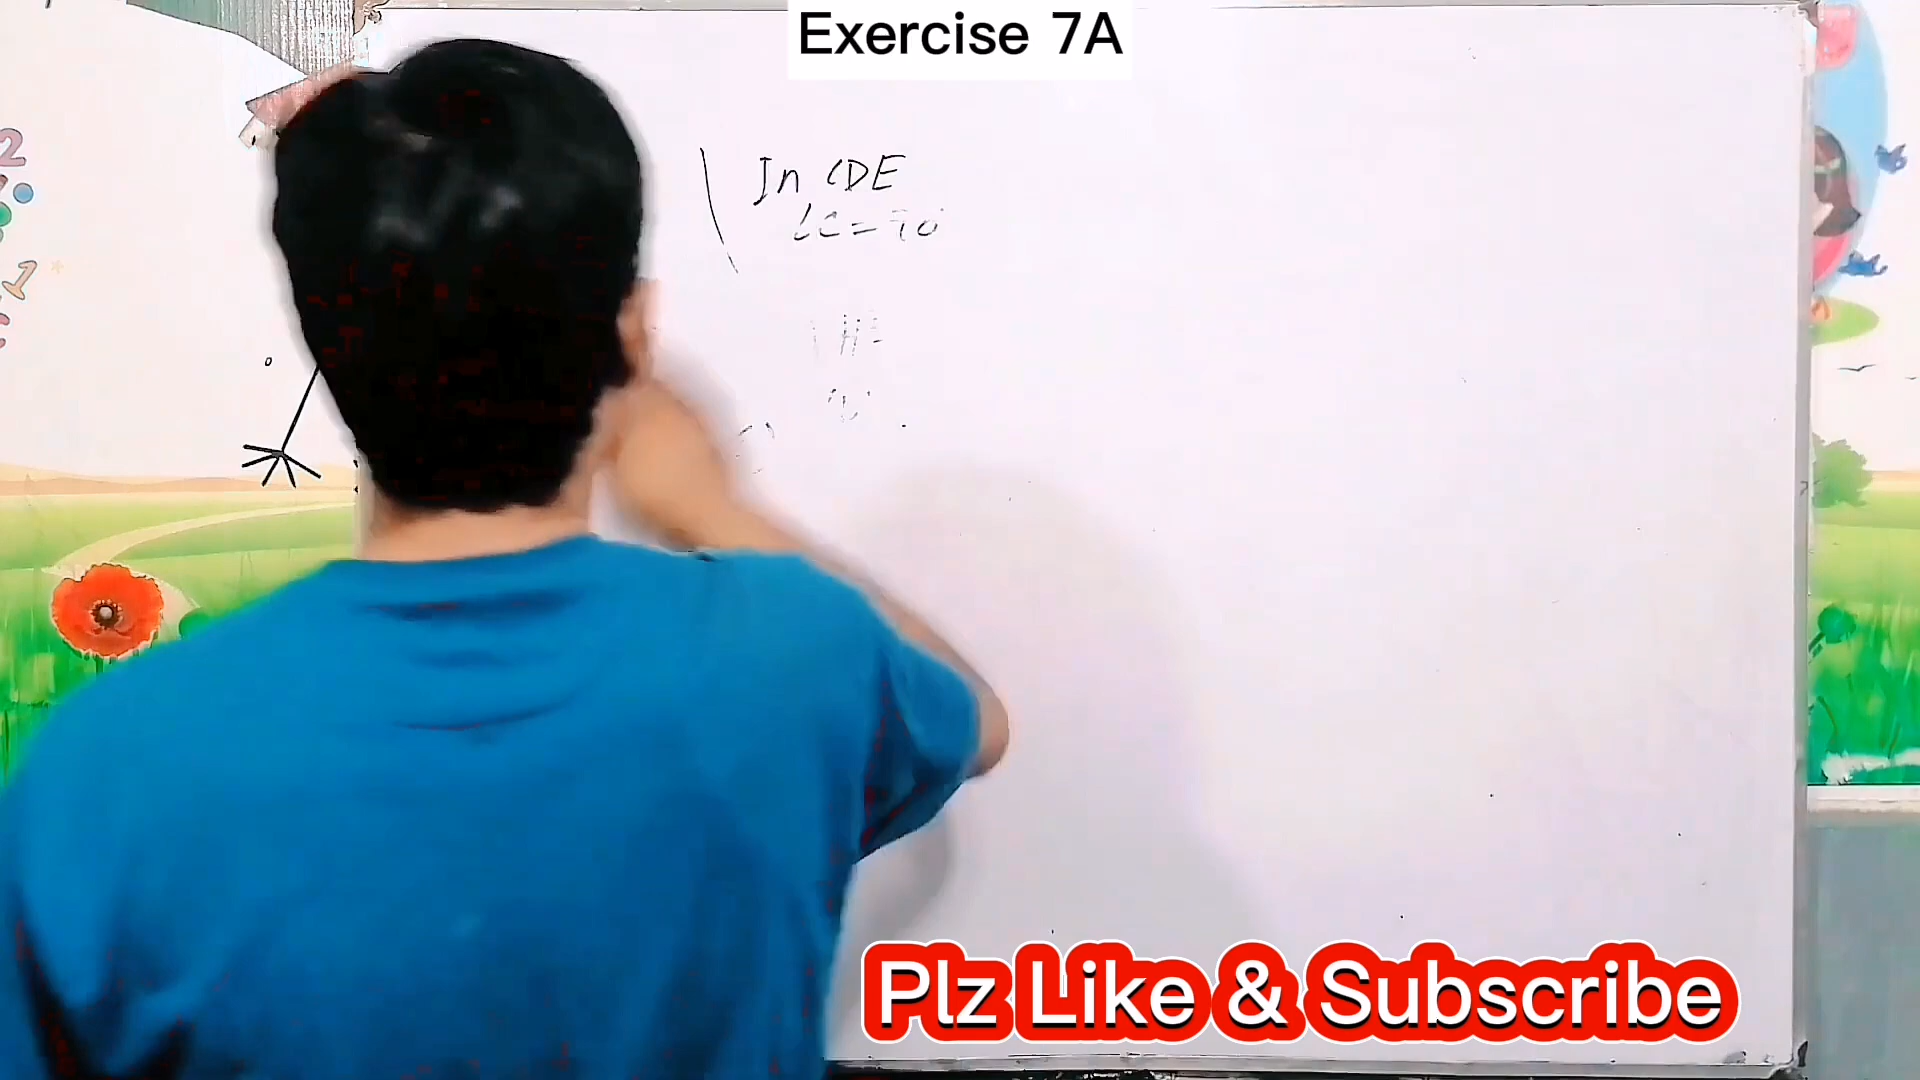 Exercise 7A
In CDE
∠C = 90°
Plz Like & Subscribe